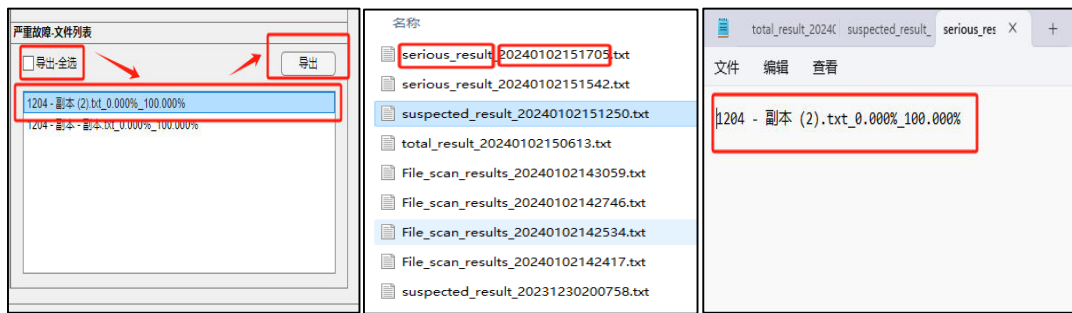 严重故障-文件列表
导出-全选
导出
1204 - 副本 (2).txt_0.000%_100.000%
1204 - 副本 - 副本.txt_0.000%_100.000%
名称
serious_result_20240102151705.txt
serious_result_20240102151542.txt
suspected_result_20240102151250.txt
total_result_20240102150613.txt
File_scan_results_20240102143059.txt
File_scan_results_20240102142746.txt
File_scan_results_20240102142534.txt
File_scan_results_20240102142417.txt
suspected_result_20231230200758.txt
total_result_2024( suspected_result_ serious_res X +
文件 编辑 查看
1204 - 副本 (2).txt_0.000%_100.000%